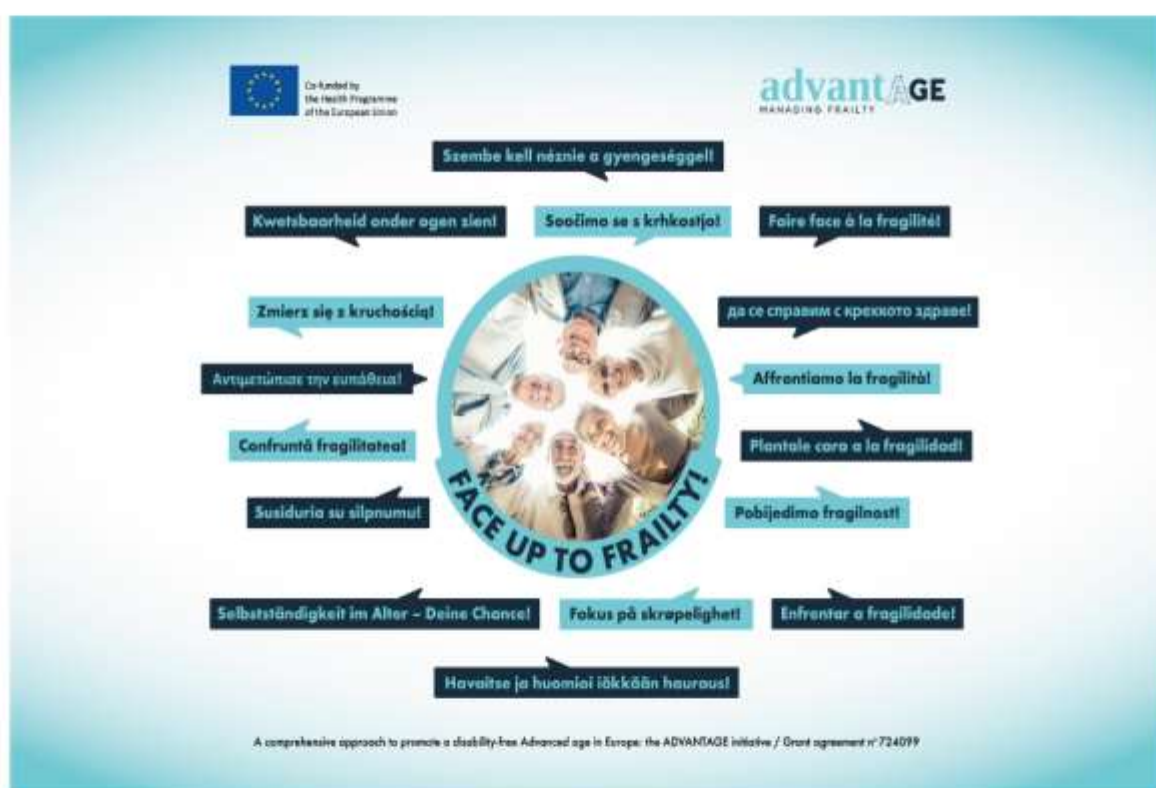 Co-funded by
the Health Programme
of the European Union
advantAGE
MANAGING FRAILTY
Szembe kell néznie a gyengeséggel!
Kwetsbaarheid onder ogen zien!
Soočimo se s krhkostjo!
Faire face à la fragilité!
Zmierz się z kruchością!
да се справим с крехкото здраве!
Αντιμετώπισε την ευπάθεια!
Affrontiamo la fragilità!
Confruntă fragilitatea!
Plantale cara a la fragilidad!
Susiduria su silpnumu!
Pobijedimo fragilnost!
FACE UP TO FRAILTY!
Selbstständigkeit im Alter – Deine Chance!
Fokus på skrøpelighet!
Enfrentar a fragilidade!
Havaitse ja huomioi iäkkään hauraus!
A comprehensive approach to promote a disability-free Advanced age in Europe: the ADVANTAGE initiative / Grant agreement nº 724099